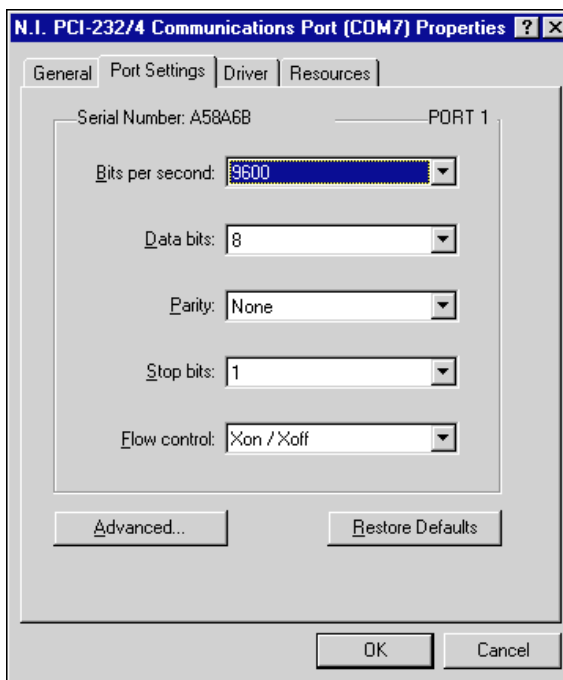 N.I. PCI-232/4 Communications Port (COM7) Properties ? ×
General Port Settings Driver Resources
Serial Number: A58A6B PORT 1
Bits per second: 9600
Data bits: 8
Parity: None
Stop bits: 1
Flow control: Xon / Xoff
Advanced... Restore Defaults
OK Cancel